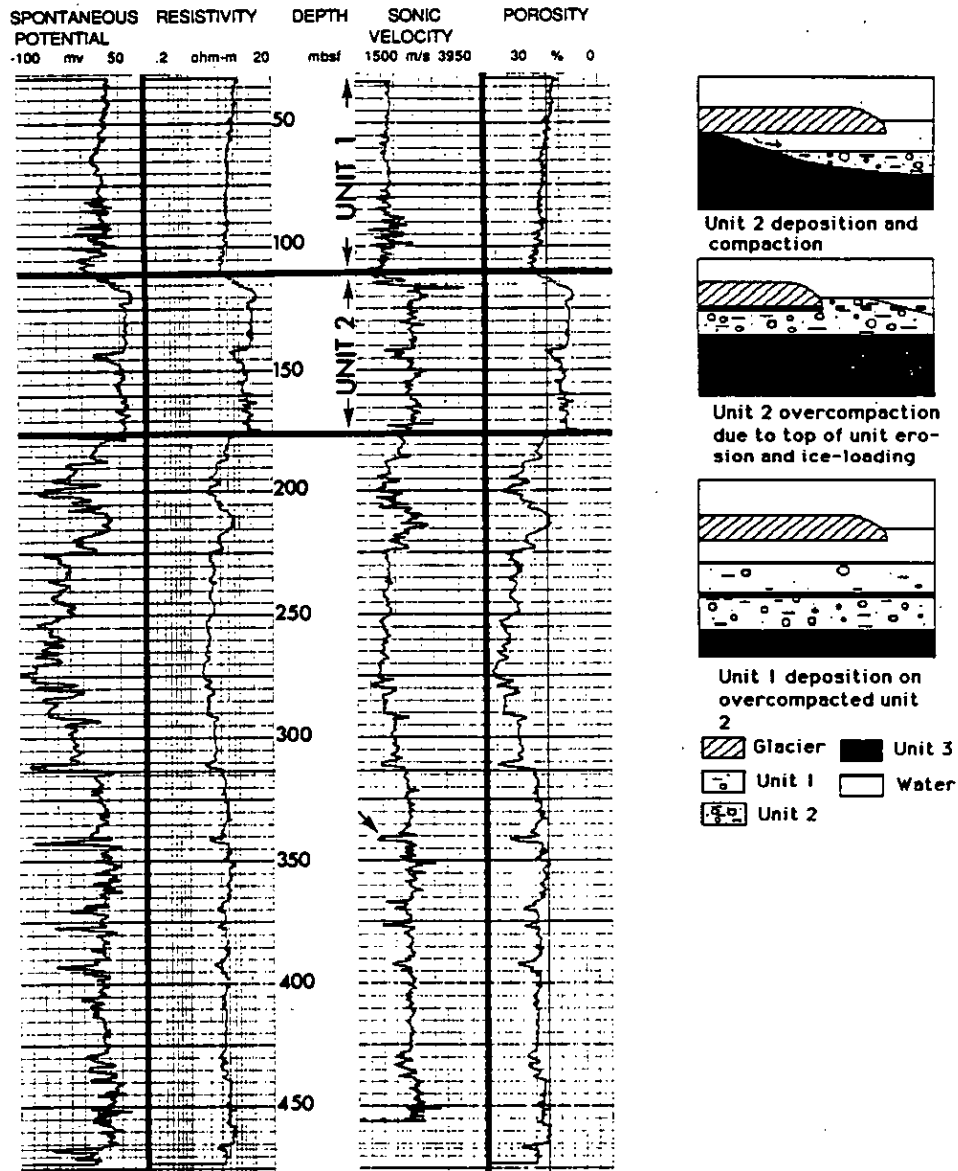 SPONTANEOUS POTENTIAL
-100 mv 50
RESISTIVITY
.2 ohm-m 20
DEPTH
mbsf
SONIC VELOCITY
1500 m/s 3950
POROSITY
30 % 0
50
100
150
200
250
300
350
400
450
UNIT 1
UNIT 2
Unit 2 deposition and
compaction
Unit 2 overcompaction
due to top of unit ero-
sion and ice-loading
Unit 1 deposition on
overcompacted unit
2
Glacier
Unit 3
Unit 1
Water
Unit 2